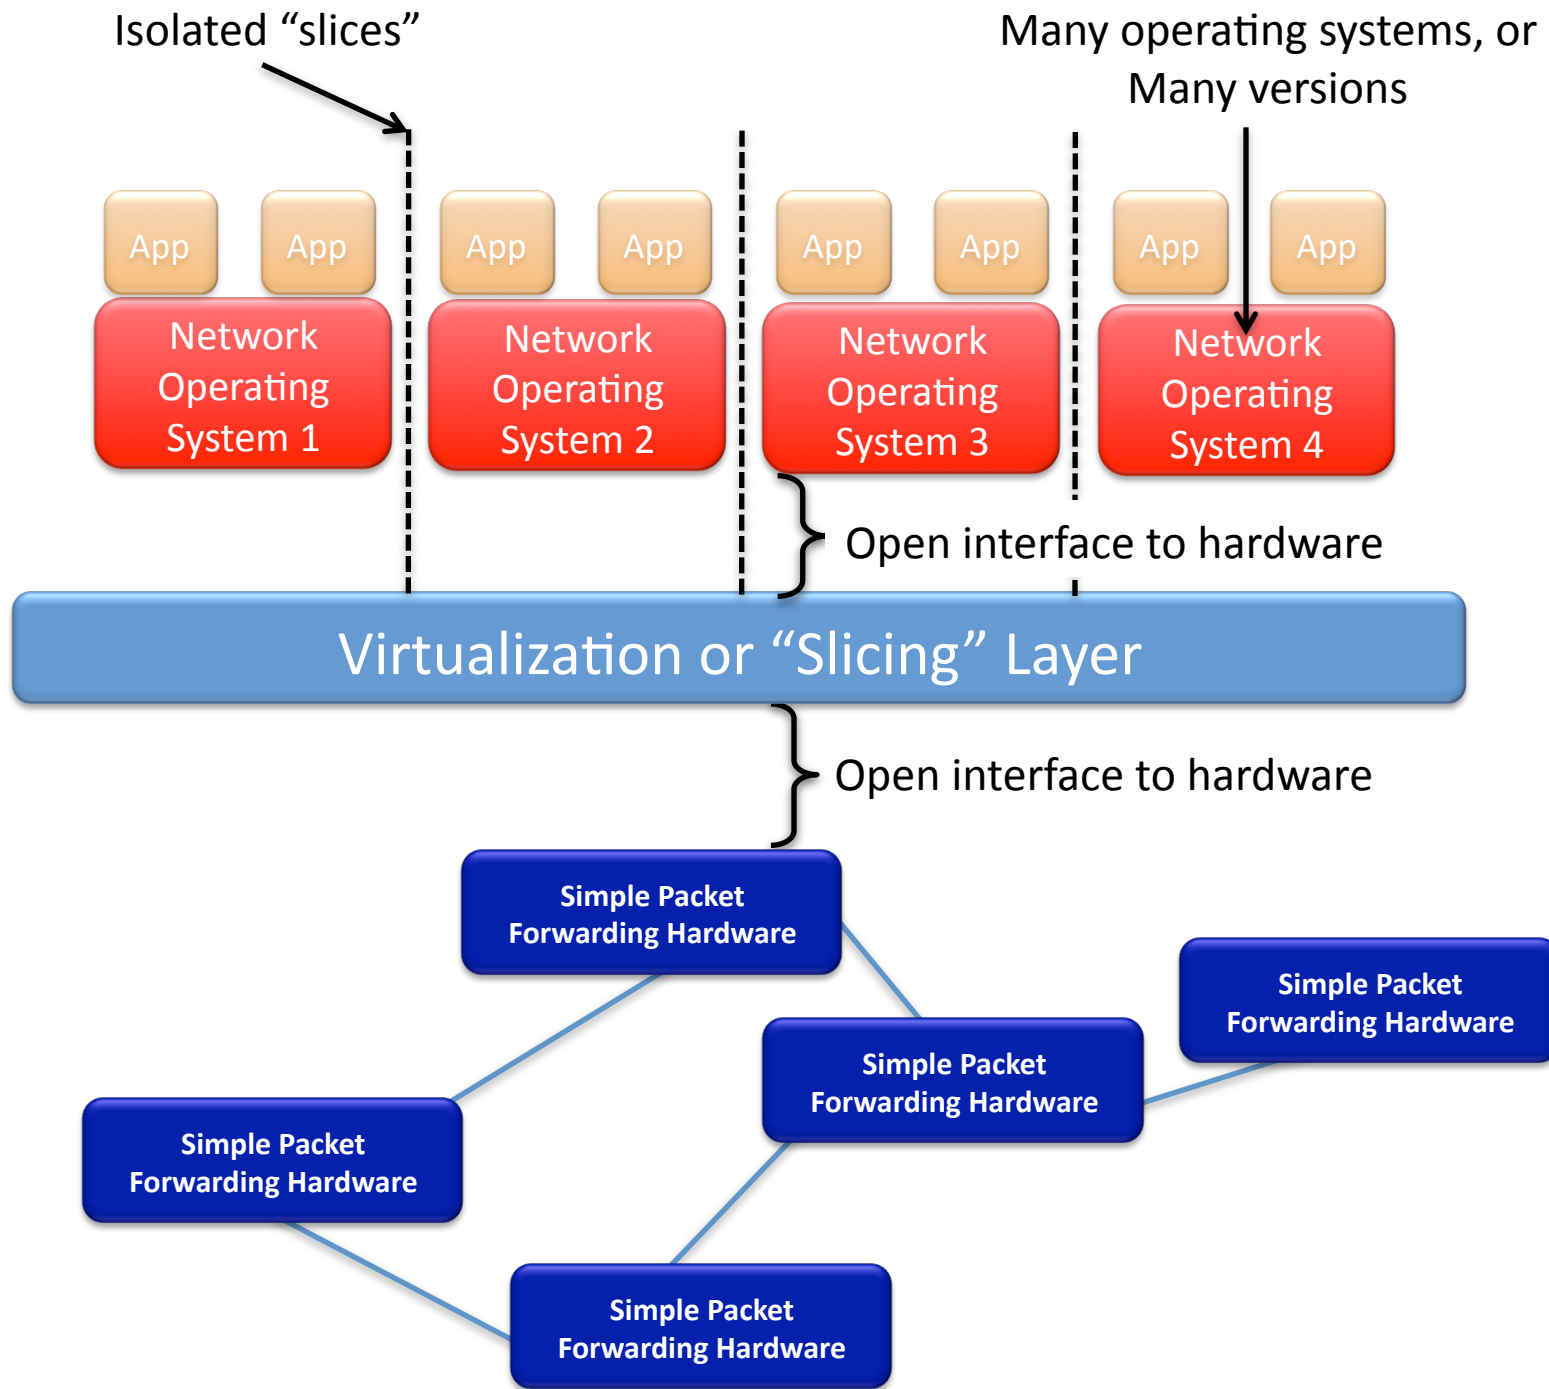 Isolated “slices”
Many operating systems, or
Many versions
App
App
App
App
App
App
App
App
Network
Operating
System 1
Network
Operating
System 2
Network
Operating
System 3
Network
Operating
System 4
Open interface to hardware
Virtualization or “Slicing” Layer
Open interface to hardware
Simple Packet
Forwarding Hardware
Simple Packet
Forwarding Hardware
Simple Packet
Forwarding Hardware
Simple Packet
Forwarding Hardware
Simple Packet
Forwarding Hardware